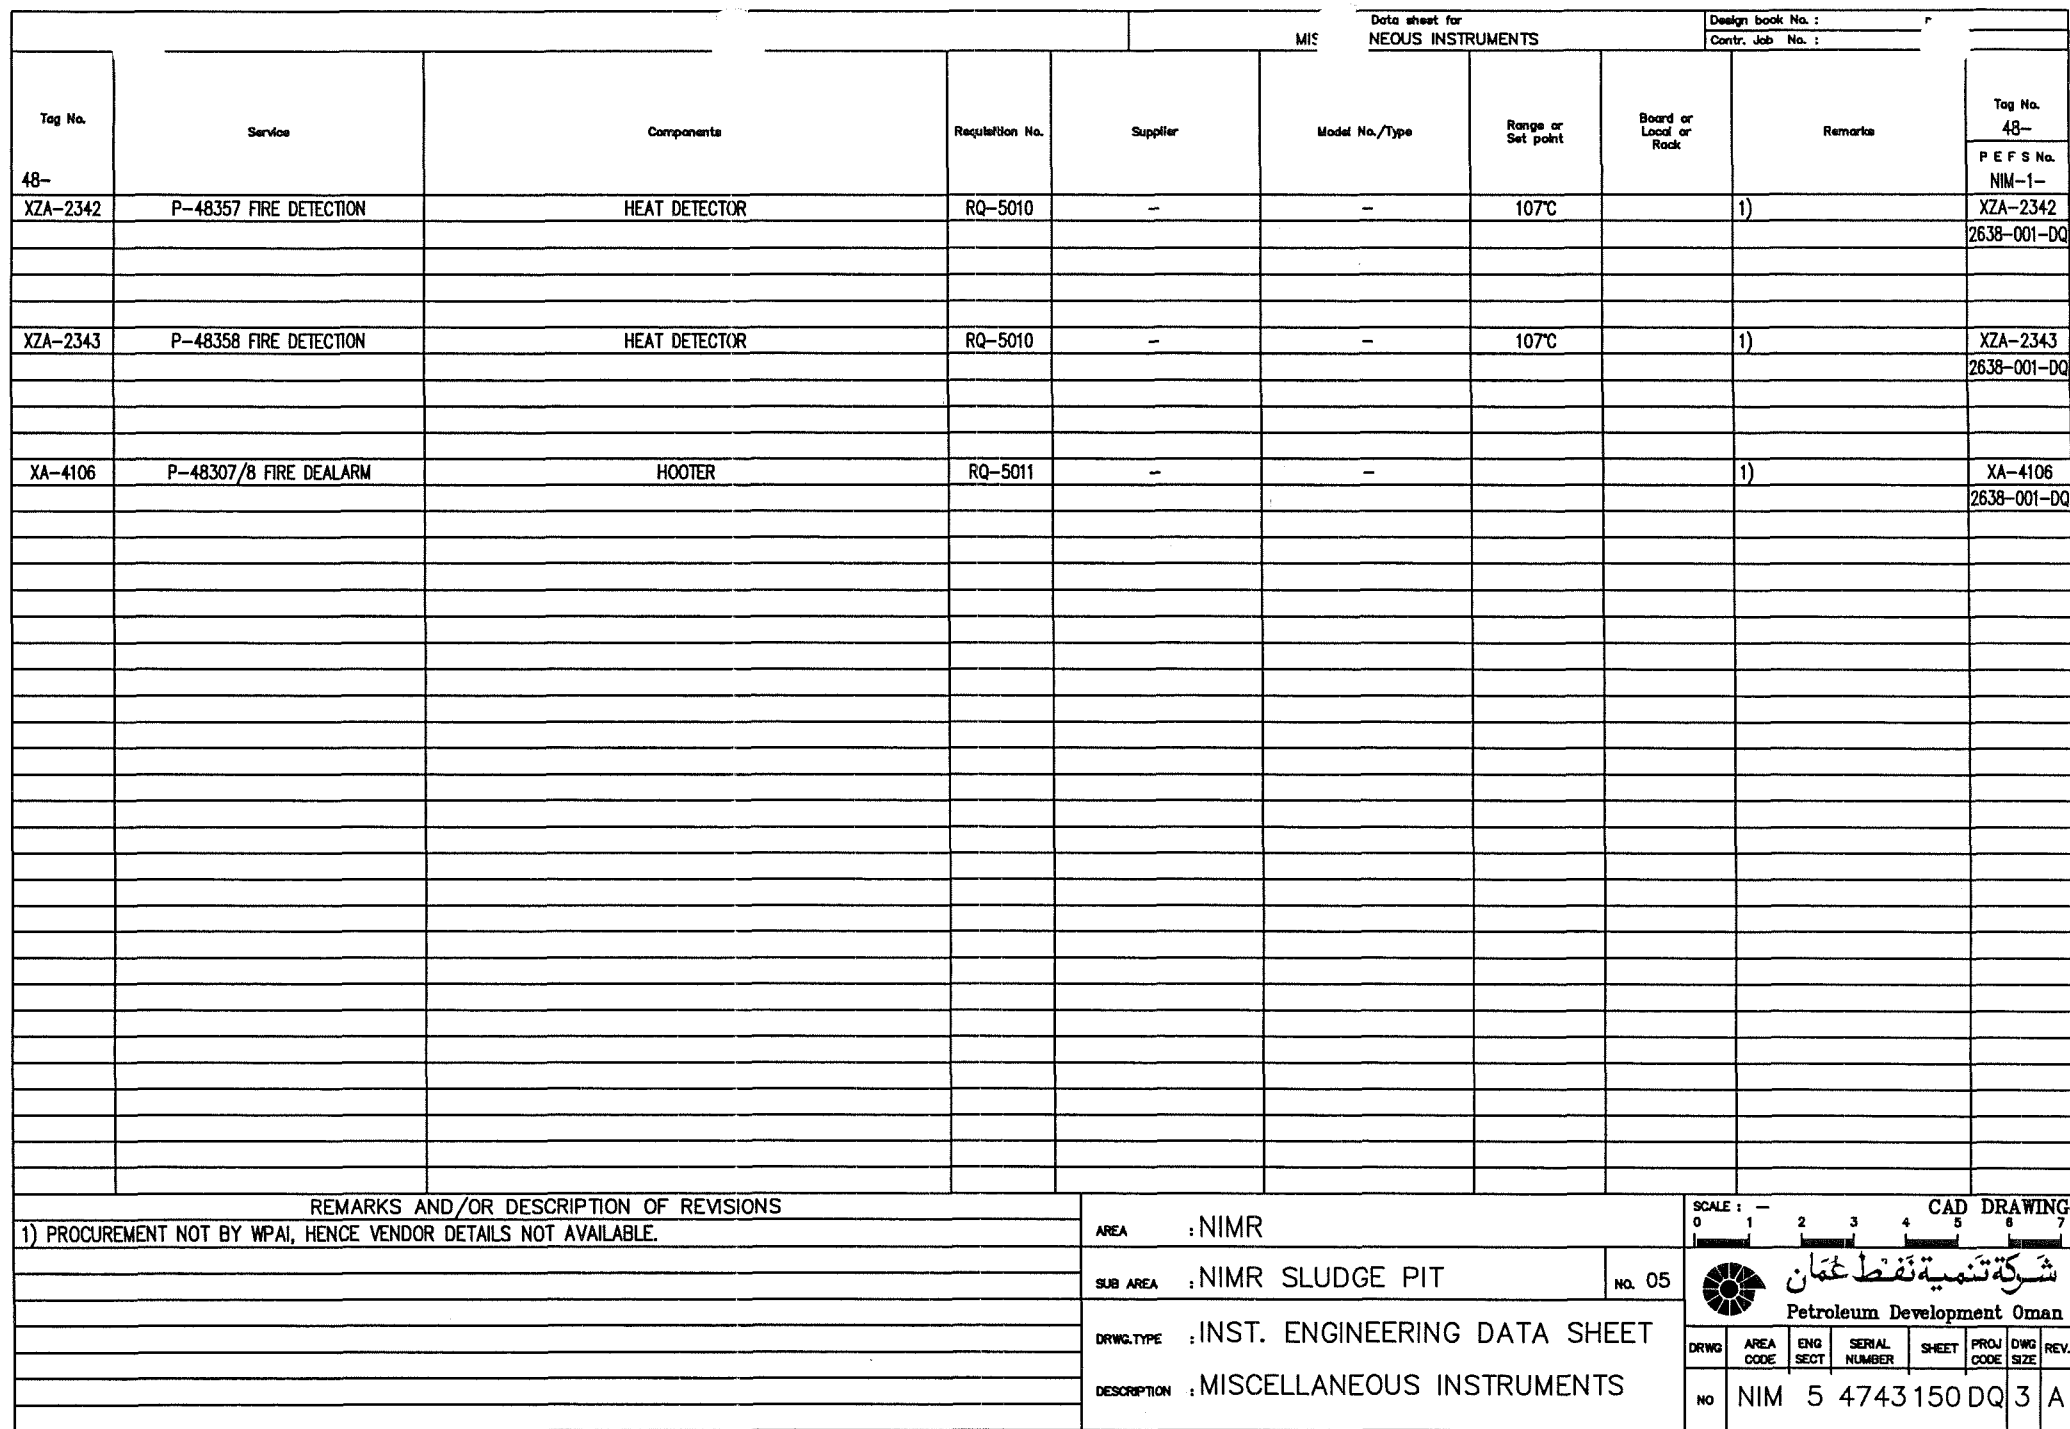 Data sheet for
MIS NEOUS INSTRUMENTS
Design book No. :
Contr. Job No. :
Tag No.
48-
Service
Components
Requisition No.
Supplier
Model No./Type
Range or
Set point
Board or
Local or
Rack
Remarks
Tag No.
48-
P E F S No.
NIM-1-
XZA-2342 P-48357 FIRE DETECTION HEAT DETECTOR RQ-5010 - - 107°C 1) XZA-2342
2638-001-DQ
XZA-2343 P-48358 FIRE DETECTION HEAT DETECTOR RQ-5010 - - 107°C 1) XZA-2343
2638-001-DQ
XA-4106 P-48307/8 FIRE DEALARM HOOTER RQ-5011 - - 1) XA-4106
2638-001-DQ
REMARKS AND/OR DESCRIPTION OF REVISIONS
1) PROCUREMENT NOT BY WPAI, HENCE VENDOR DETAILS NOT AVAILABLE.
AREA : NIMR
SUB AREA : NIMR SLUDGE PIT NO. 05
DRWG.TYPE : INST. ENGINEERING DATA SHEET
DESCRIPTION : MISCELLANEOUS INSTRUMENTS
SCALE : - CAD DRAWING
0 1 2 3 4 5 6 7
شركة تنمية نفط عُمان
Petroleum Development Oman
DRWG AREA CODE ENG SECT SERIAL NUMBER SHEET PROJ CODE DWG SIZE REV.
NO NIM 5 4743 150 DQ 3 A